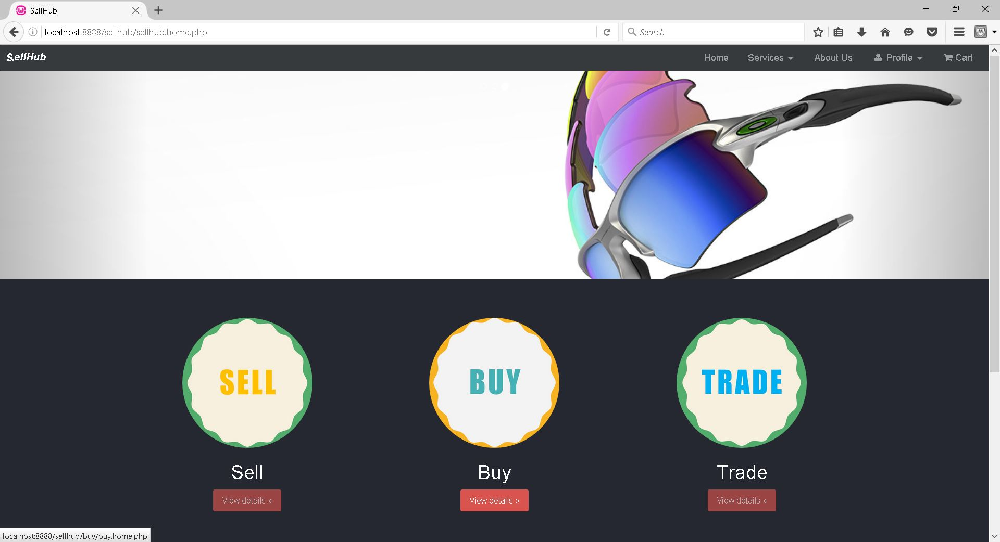 SellHub
localhost:8888/sellhub/sellhub.home.php
Search
SellHub
Home
Services
About Us
Profile
Cart
SELL
BUY
TRADE
Sell
Buy
Trade
View details »
View details »
View details »
localhost:8888/sellhub/buy/buy.home.php